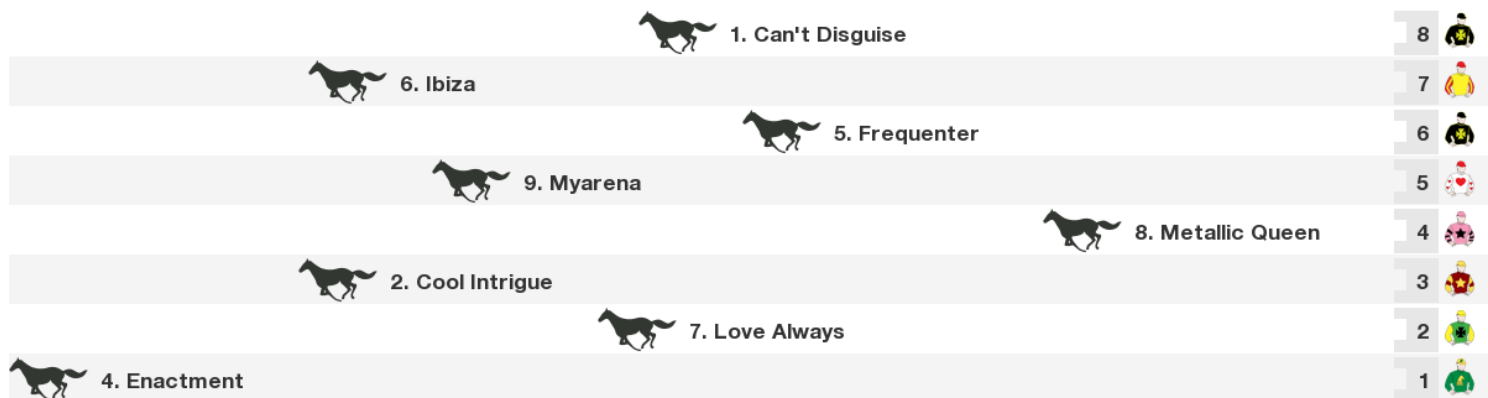 1. Can't Disguise 8
6. Ibiza 7
5. Frequenter 6
9. Myarena 5
8. Metallic Queen 4
2. Cool Intrigue 3
7. Love Always 2
4. Enactment 1